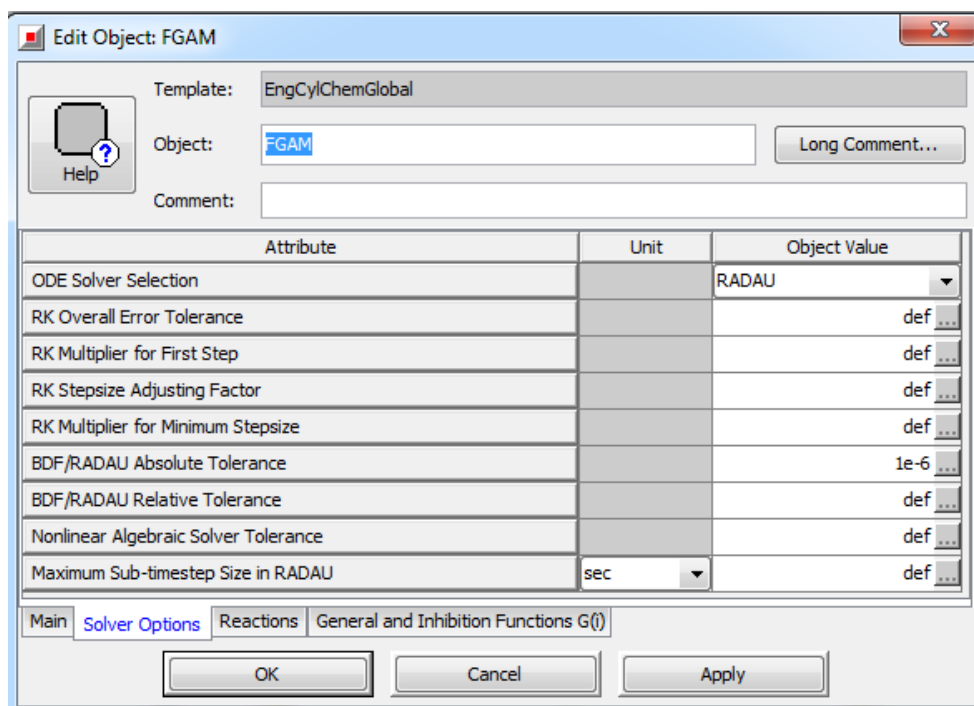 Edit Object: FGAM
X
Template: EngCylChemGlobal
Help ?
Object: FGAM Long Comment...
Comment:
Attribute Unit Object Value
ODE Solver Selection RADAU
RK Overall Error Tolerance def ...
RK Multiplier for First Step def ...
RK Stepsize Adjusting Factor def ...
RK Multiplier for Minimum Stepsize def ...
BDF/RADAU Absolute Tolerance 1e-6 ...
BDF/RADAU Relative Tolerance def ...
Nonlinear Algebraic Solver Tolerance def ...
Maximum Sub-timestep Size in RADAU sec def ...
Main Solver Options Reactions General and Inhibition Functions G(i)
OK Cancel Apply